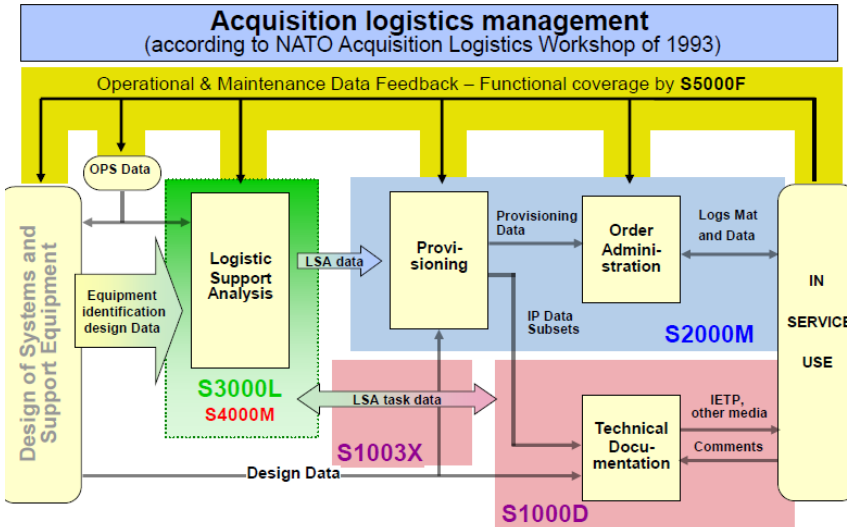 Acquisition logistics management
(according to NATO Acquisition Logistics Workshop of 1993)
Operational & Maintenance Data Feedback – Functional coverage by S5000F
OPS Data
Design of Systems and
Support Equipment
Equipment
identification
design Data
Logistic
Support
Analysis
S3000L
S4000M
LSA data
Provi-
sioning
Provisioning
Data
Order
Admini-
stration
Logs Mat
and Data
IP Data
Subsets
S2000M
IN
SERVICE
USE
LSA task data
S1003X
Design Data
Technical
Docu-
mentation
IETP,
other media
Comments
S1000D